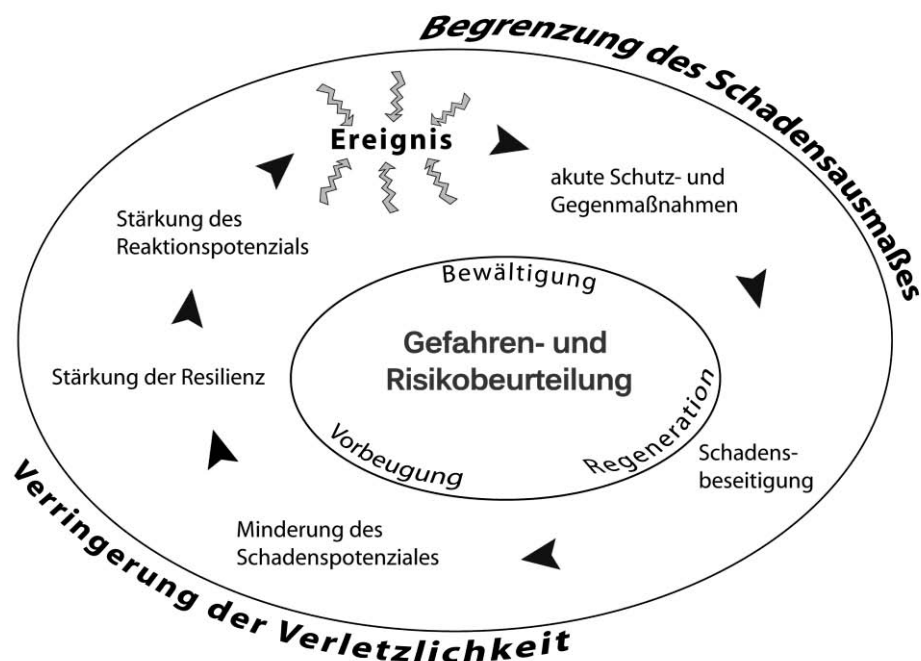 Begrenzung des Schadensausmaßes
Ereignis
akute Schutz- und
Gegenmaßnahmen
Stärkung des
Reaktionspotenzials
Bewältigung
Gefahren- und
Risikobeurteilung
Stärkung der Resilienz
Vorbeugung
Regeneration
Schadens-
beseitigung
Minderung des
Schadenspotenziales
Verringerung der Verletzlichkeit